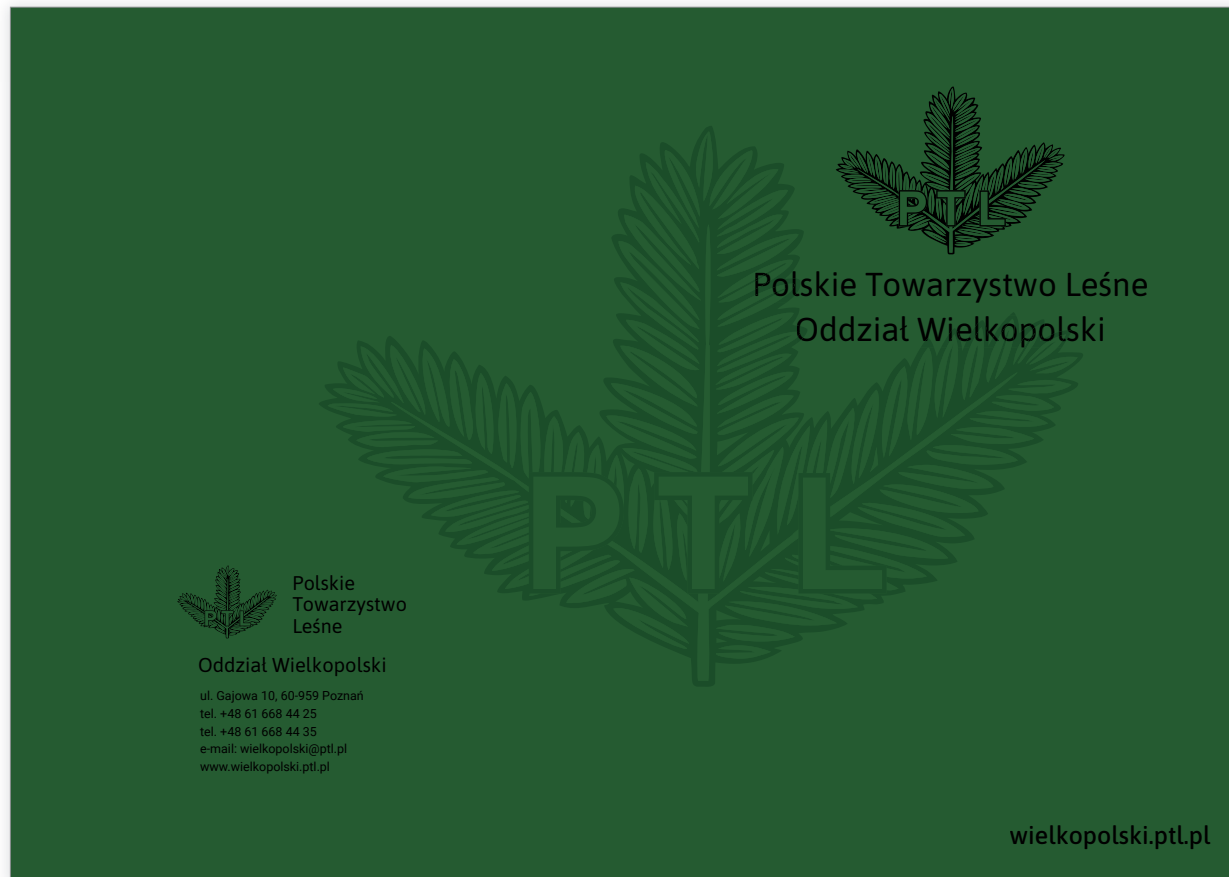 PTL
Polskie Towarzystwo Leśne
Oddział Wielkopolski
PTL
PTL
Polskie
Towarzystwo
Leśne
Oddział Wielkopolski
ul. Gajowa 10, 60-959 Poznań
tel. +48 61 668 44 25
tel. +48 61 668 44 35
e-mail: wielkopolski@ptl.pl
www.wielkopolski.ptl.pl
wielkopolski.ptl.pl